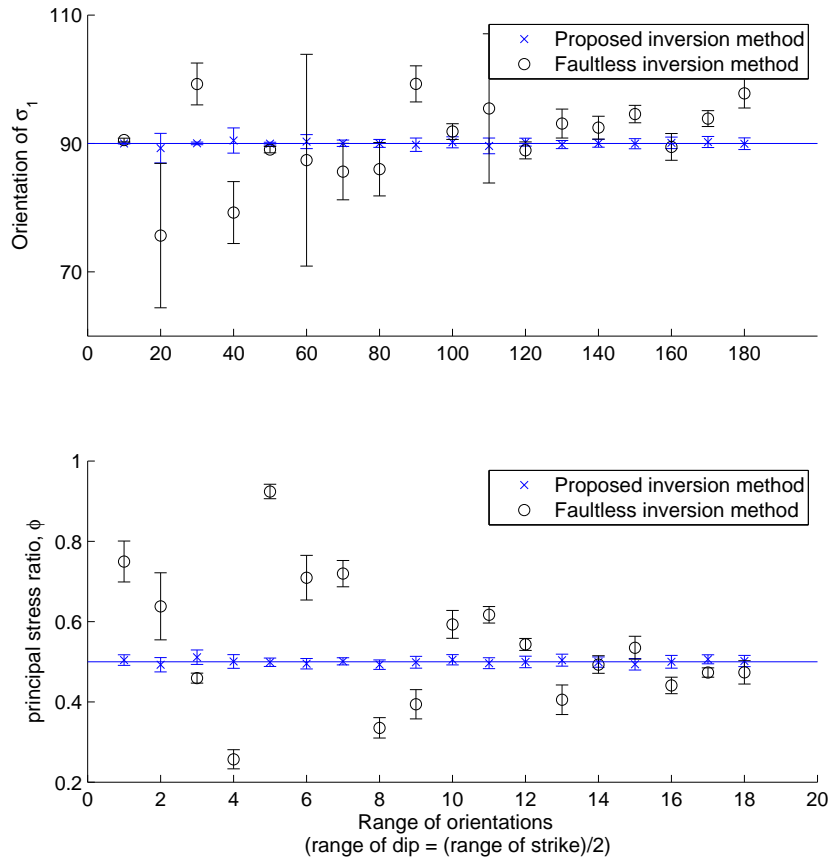 110
90
70
Orientation of σ1
Proposed inversion method
Faultless inversion method
0 20 40 60 80 100 120 140 160 180
1
0.8
0.6
0.4
0.2
principal stress ratio, ϕ
Proposed inversion method
Faultless inversion method
0 2 4 6 8 10 12 14 16 18 20
Range of orientations
(range of dip = (range of strike)/2)